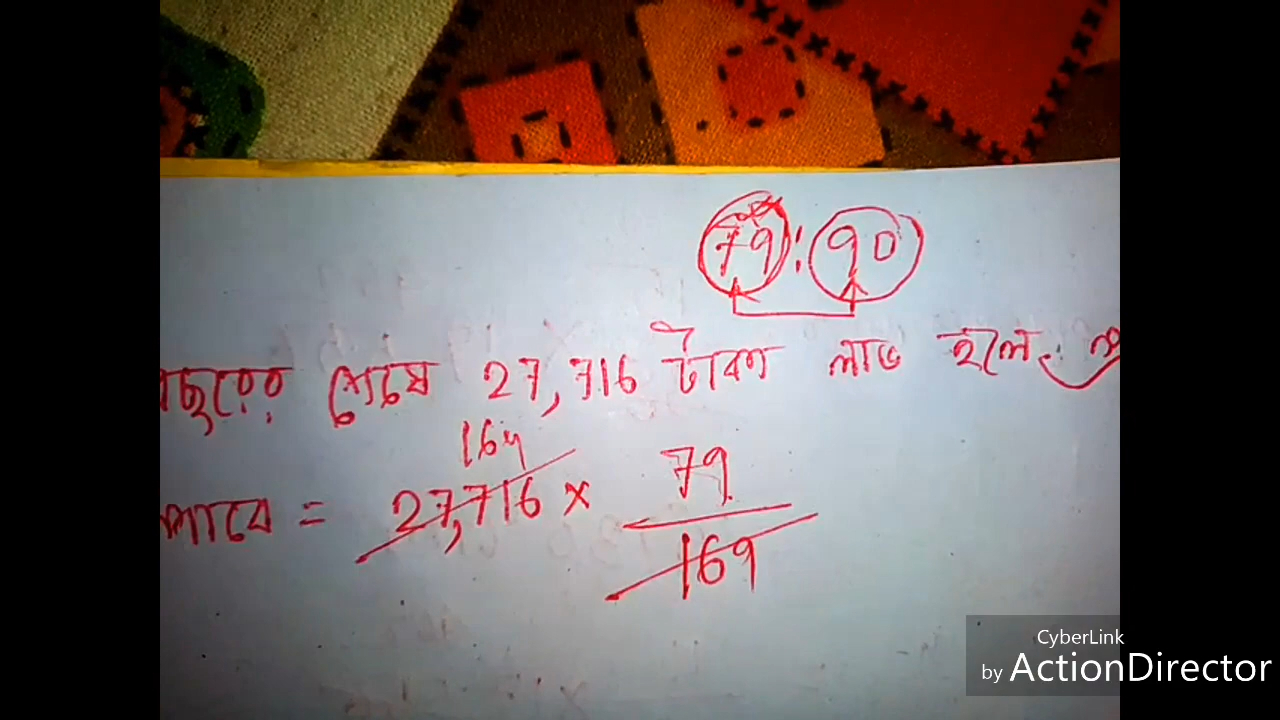 79:90
বছরের শেষে 27,716 টাকা লাভ হলে,
164
পাবে = 27,716 × 79
169
CyberLink
by ActionDirector